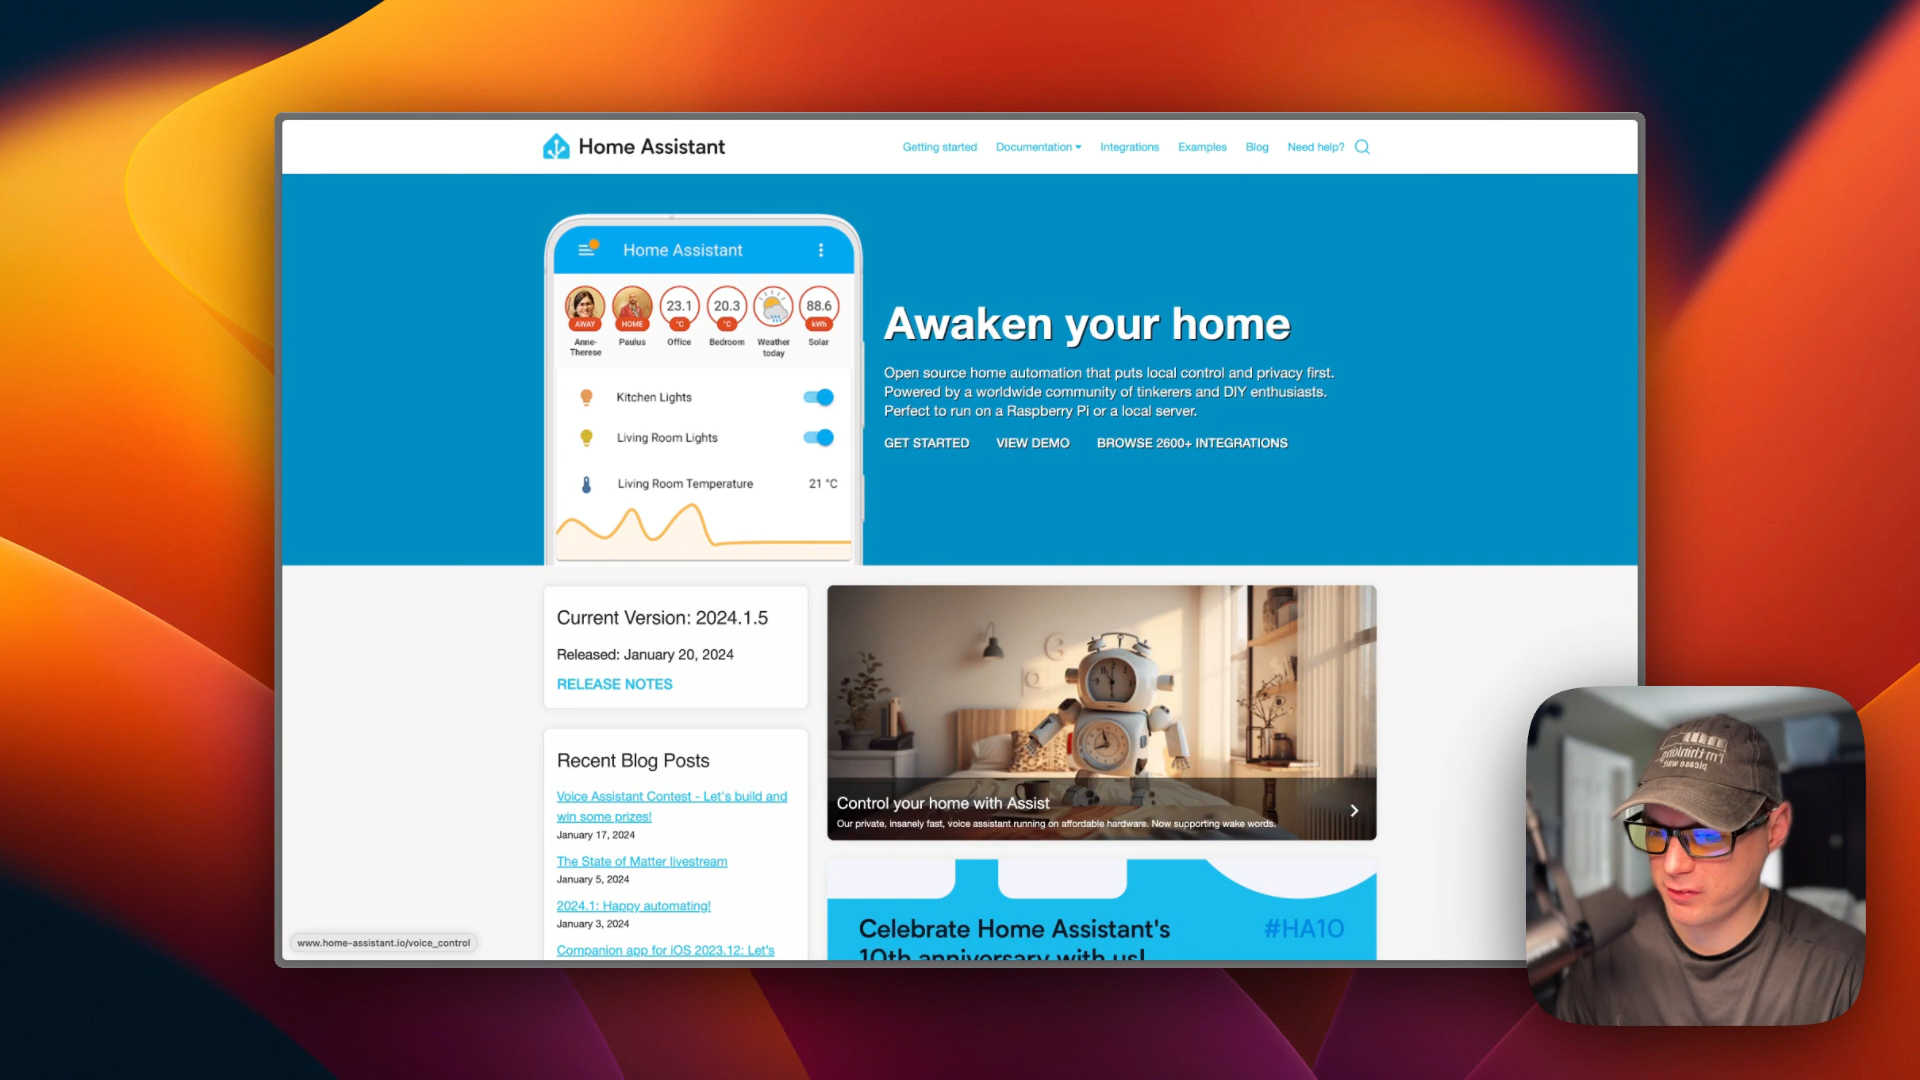 Home Assistant
Getting started
Documentation
Integrations
Examples
Blog
Need help?
Home Assistant
23.1
20.3
88.6
AWAY
HOME
°C
°C
kWh
Anne-
Therese
Paulus
Office
Bedroom
Weather
today
Solar
Kitchen Lights
Living Room Lights
Living Room Temperature
21 °C
Awaken your home
Open source home automation that puts local control and privacy first.
Powered by a worldwide community of tinkerers and DIY enthusiasts.
Perfect to run on a Raspberry Pi or a local server.
GET STARTED
VIEW DEMO
BROWSE 2600+ INTEGRATIONS
Current Version: 2024.1.5
Released: January 20, 2024
RELEASE NOTES
Recent Blog Posts
Voice Assistant Contest - Let's build and
win some prizes!
January 17, 2024
The State of Matter livestream
January 5, 2024
2024.1: Happy automating!
January 3, 2024
Companion app for iOS 2023.12: Let's
Control your home with Assist
Our private, insanely fast, voice assistant running on affordable hardware. Now supporting wake words.
Celebrate Home Assistant's
10th anniversary with us!
#HA10
www.home-assistant.io/voice_control
please wait
I'm thinking